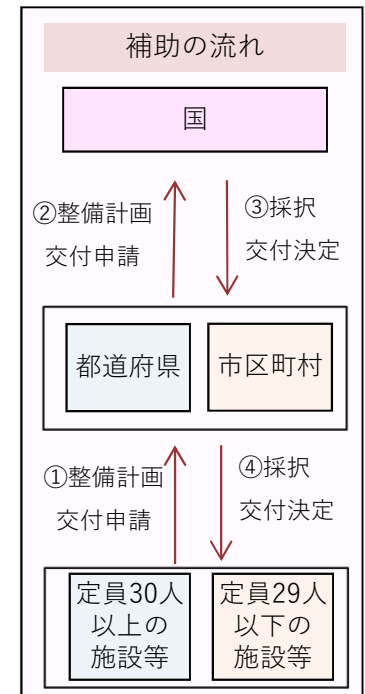 補助の流れ
国
②整備計画
交付申請
③採択
交付決定
都道府県
市区町村
①整備計画
交付申請
④採択
交付決定
定員30人
以上の
施設等
定員29人
以下の
施設等